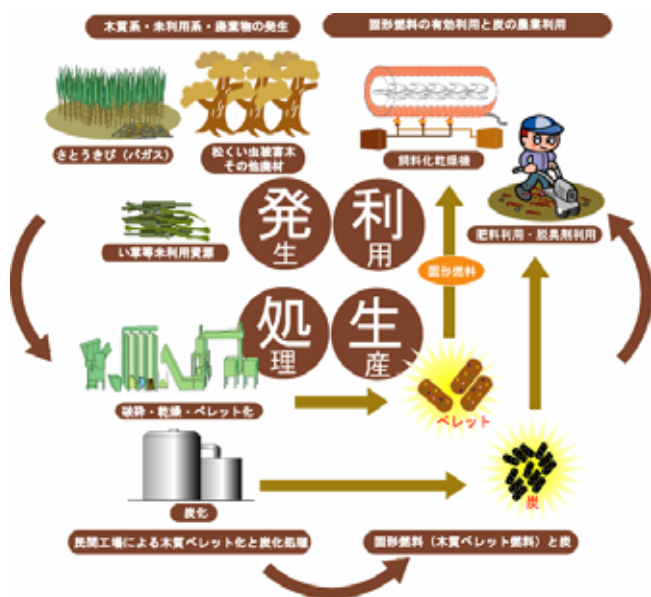 木質系・未利用系・廃棄物の発生
固形燃料の有効利用と炭の農業利用
さとうきび（バガス）
松くい虫被害木
その他廃材
飼料化乾燥機
い草等未利用資源
肥料利用・脱臭剤利用
発生
利用
固形燃料
処理
生産
破砕・乾燥・ペレット化
ペレット
炭化
炭
民間工場による木質ペレット化と炭化処理
固形燃料（木質ペレット燃料）と炭